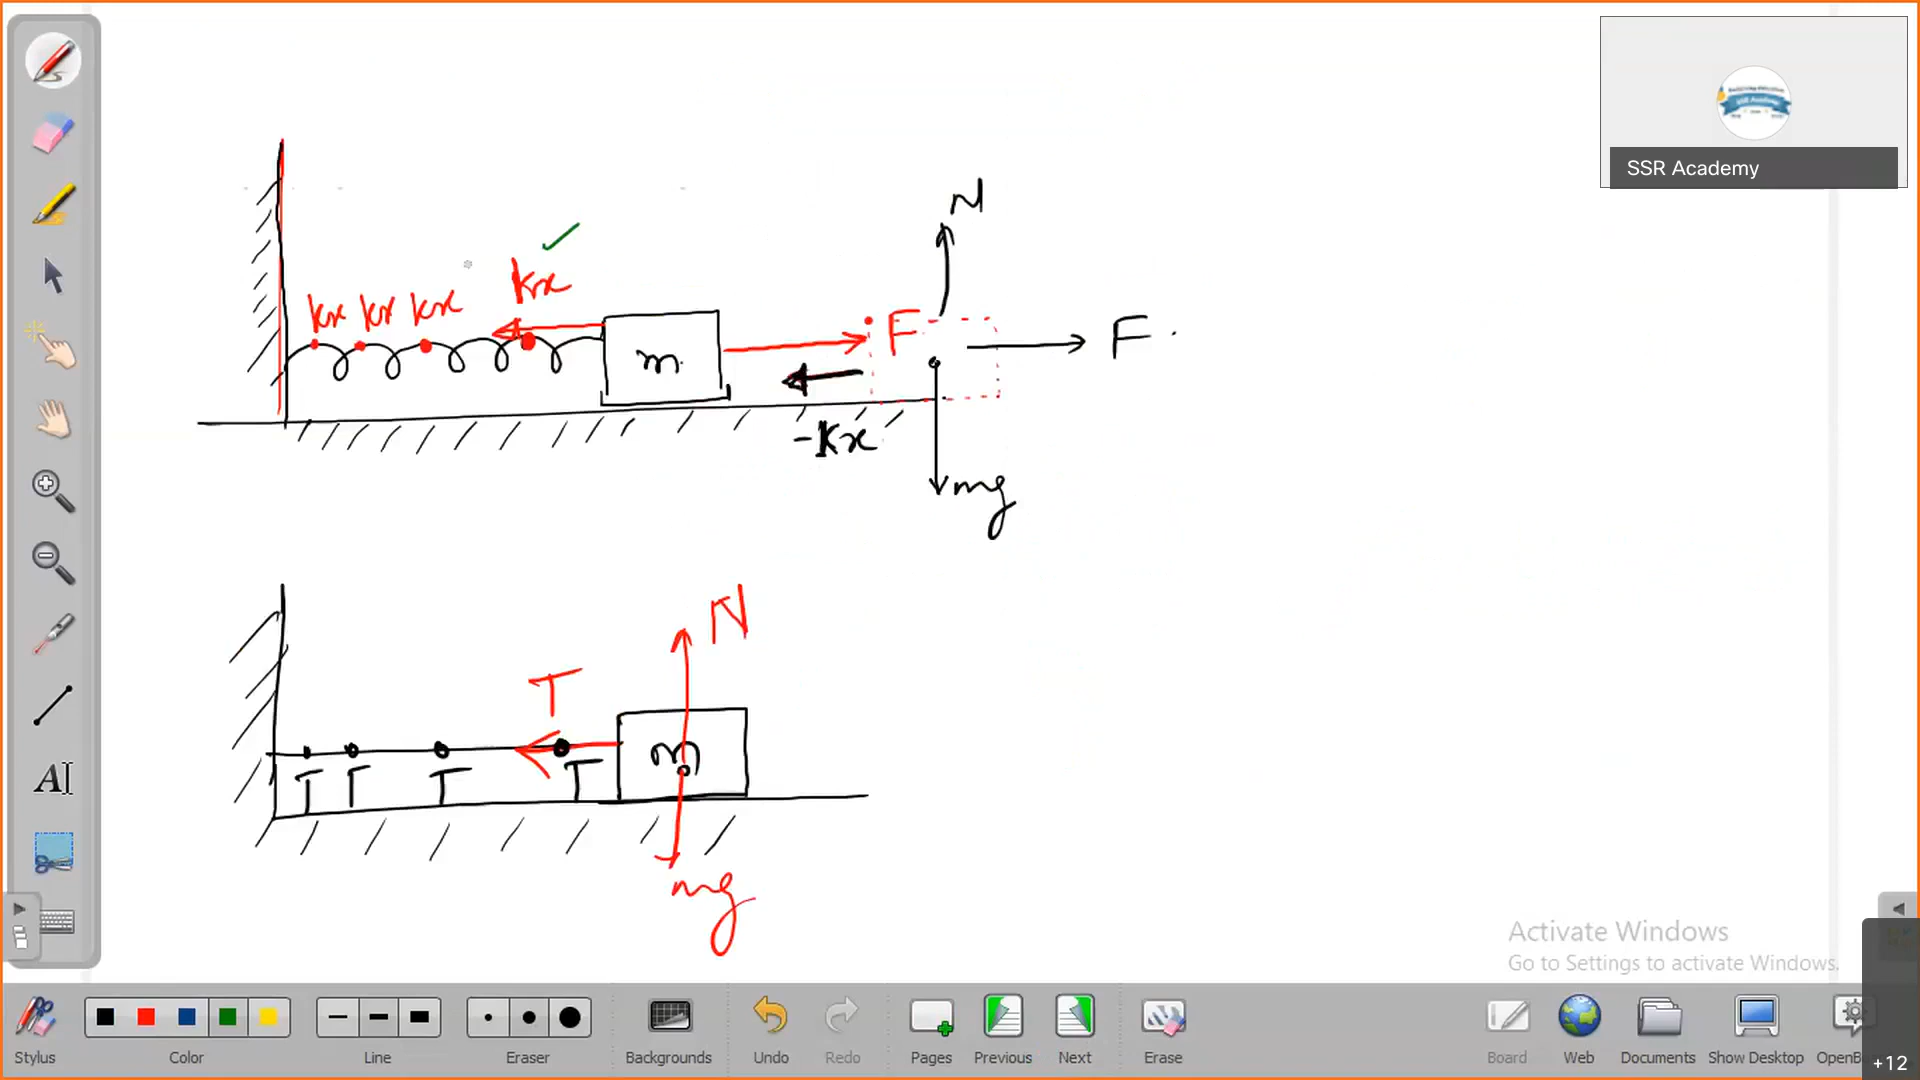 SSR Academy
N
kx
kx kx kx
F
F
m
-kx
mg
N
T
m
T T T T
mg
Activate Windows
Go to Settings to activate Windows.
Stylus Color Line Eraser Backgrounds Undo Redo Pages Previous Next Erase Board Web Documents Show Desktop OpenB
+12